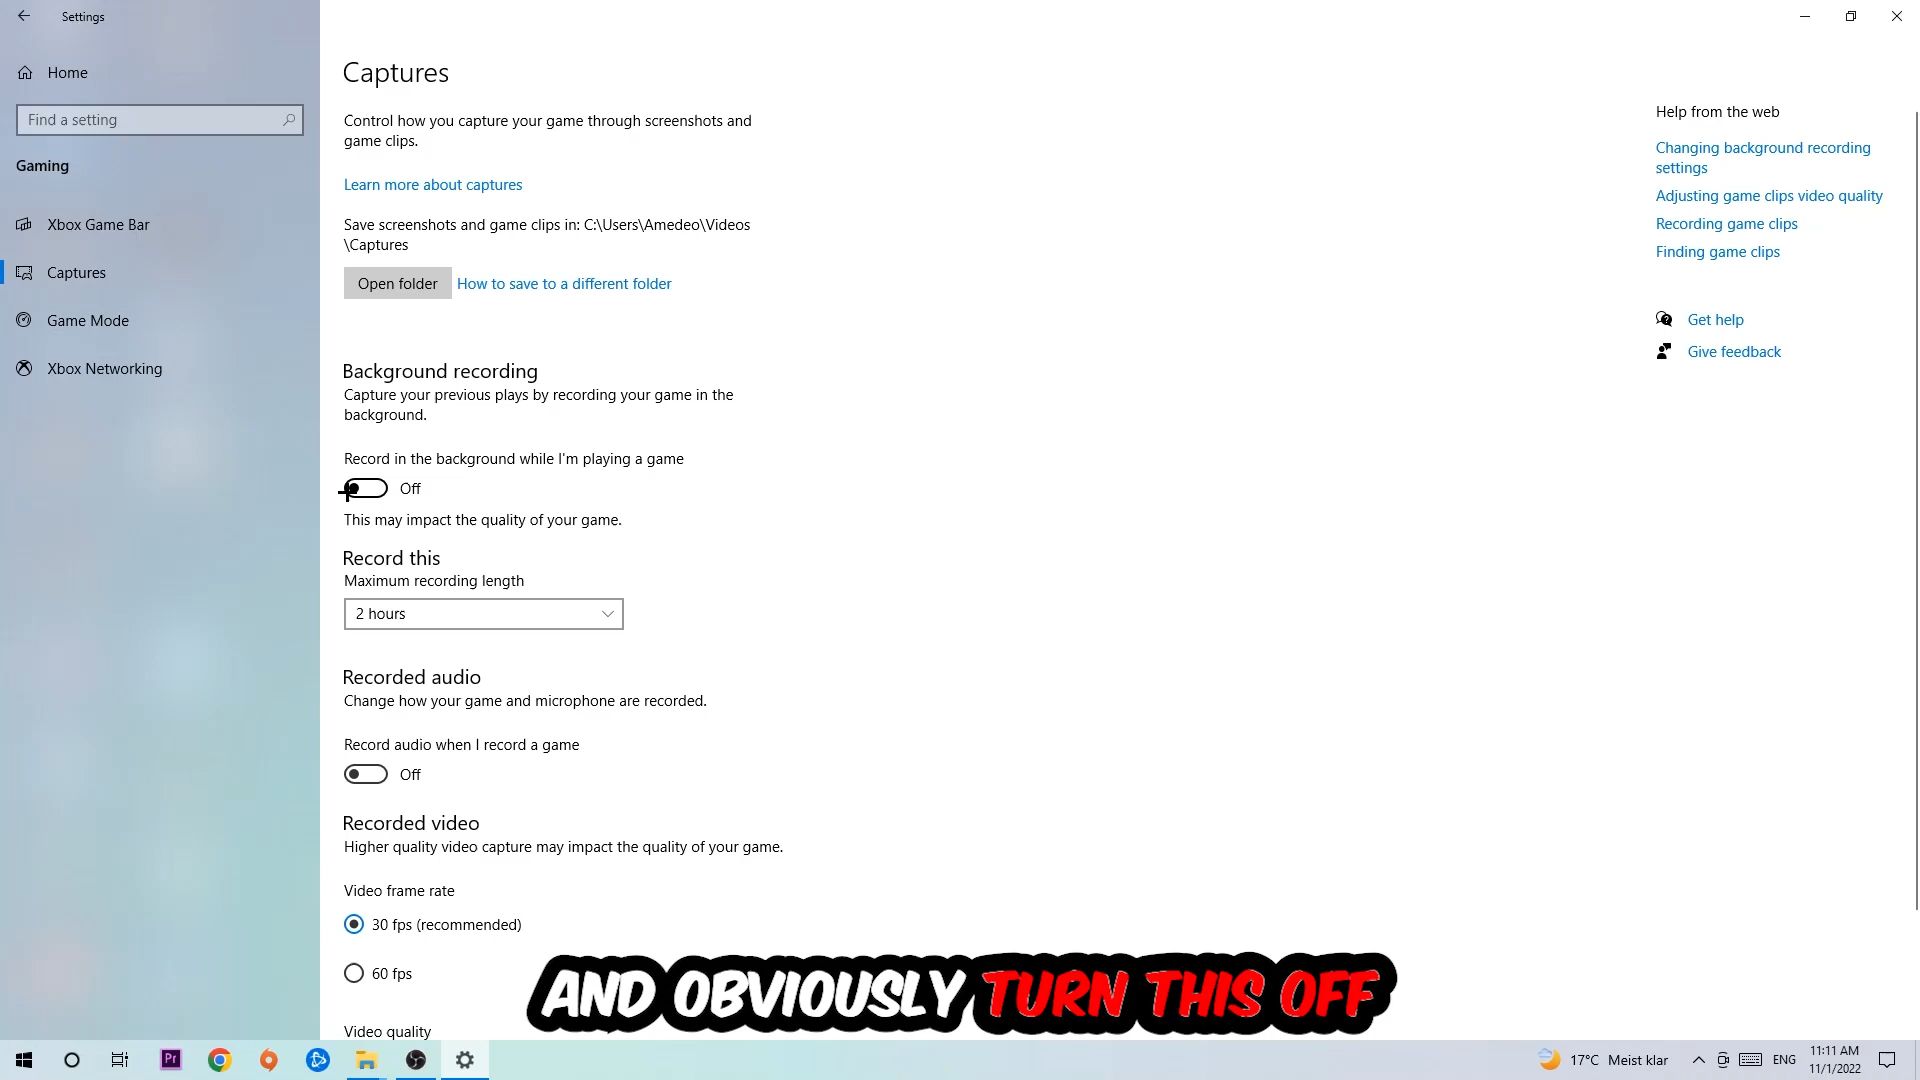 Settings
Home
Find a setting
Gaming
Xbox Game Bar
Captures
Game Mode
Xbox Networking
Captures
Control how you capture your game through screenshots and
game clips.
Learn more about captures
Save screenshots and game clips in: C:\Users\Amedeo\Videos
\Captures
Open folder
How to save to a different folder
Background recording
Capture your previous plays by recording your game in the
background.
Record in the background while I'm playing a game
Off
This may impact the quality of your game.
Record this
Maximum recording length
2 hours
Recorded audio
Change how your game and microphone are recorded.
Record audio when I record a game
Off
Recorded video
Higher quality video capture may impact the quality of your game.
Video frame rate
30 fps (recommended)
60 fps
Video quality
Help from the web
Changing background recording
settings
Adjusting game clips video quality
Recording game clips
Finding game clips
Get help
Give feedback
AND OBVIOUSLY TURN THIS OFF
Pr
17°C Meist klar
ENG
11:11 AM
11/1/2022